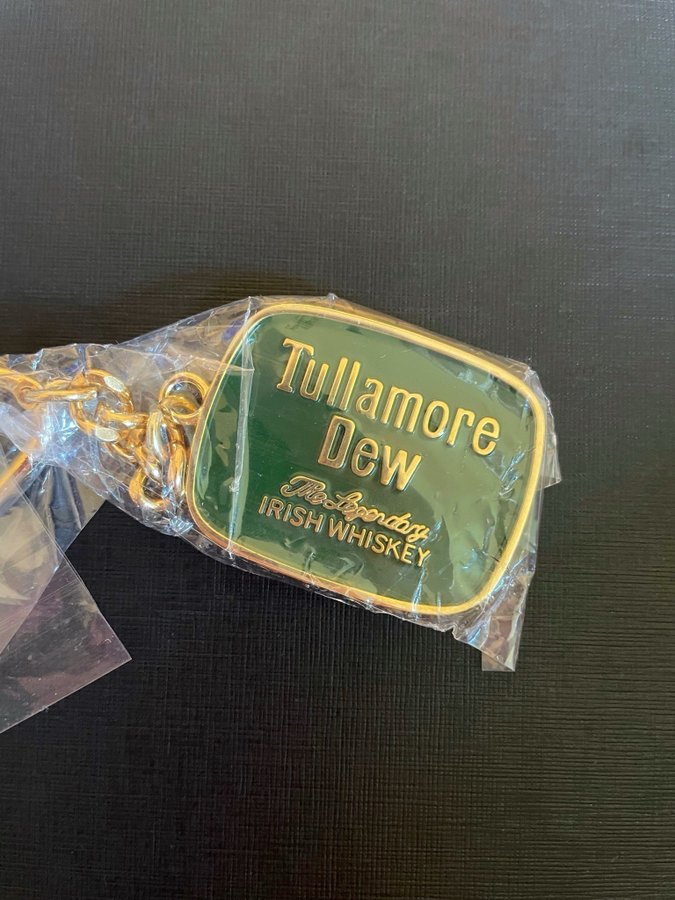 Tullamore
Dew
The Legendary
IRISH WHISKEY